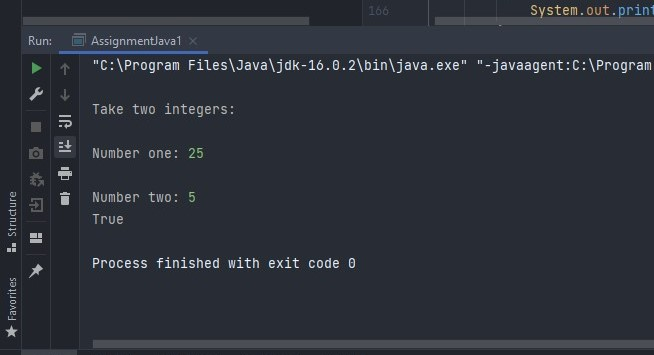 166
System.out.print
Run: AssignmentJava1
"C:\Program Files\Java\jdk-16.0.2\bin\java.exe" "-javaagent:C:\Program
Take two integers:
Number one: 25
Number two: 5
True
Process finished with exit code 0
Structure
Favorites